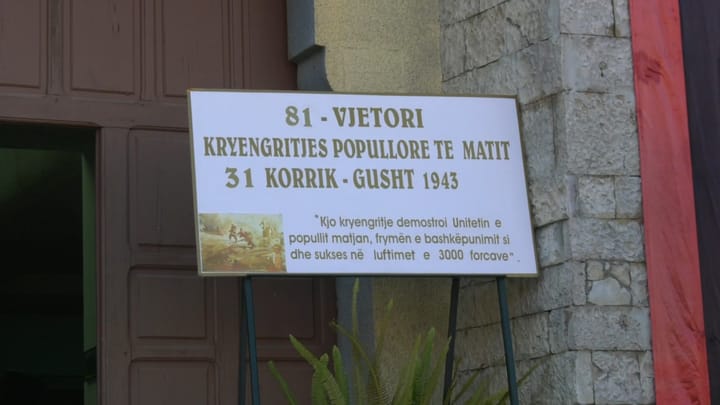 81 - VJETORI
KRYENGRITJES POPULLORE TE MATIT
31 KORRIK - GUSHT 1943
"Kjo kryengritje demostroi Unitetin e
popullit matjan, frymën e bashkëpunimit si
dhe sukses në luftimet e 3000 forcave".